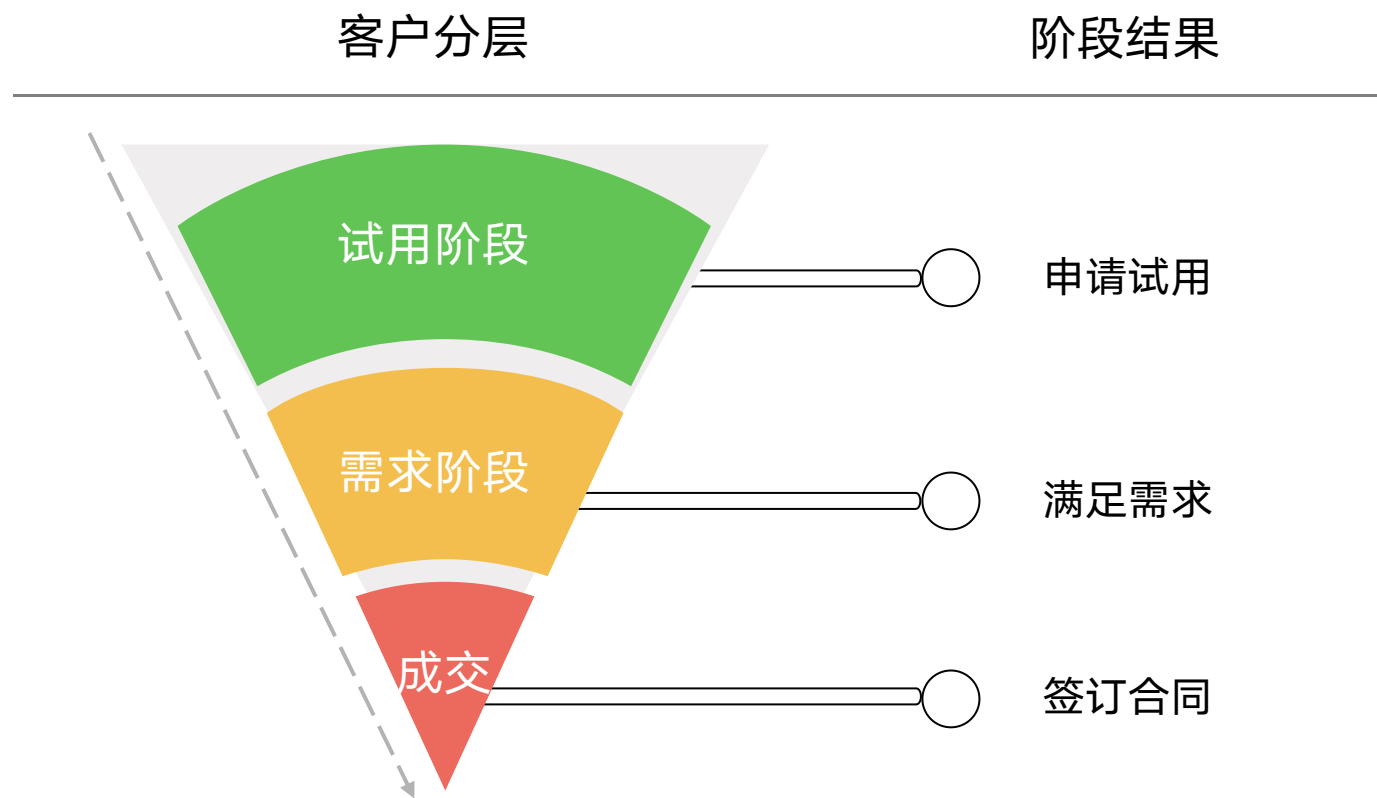 客户分层
阶段结果
试用阶段
申请试用
需求阶段
满足需求
成交
签订合同